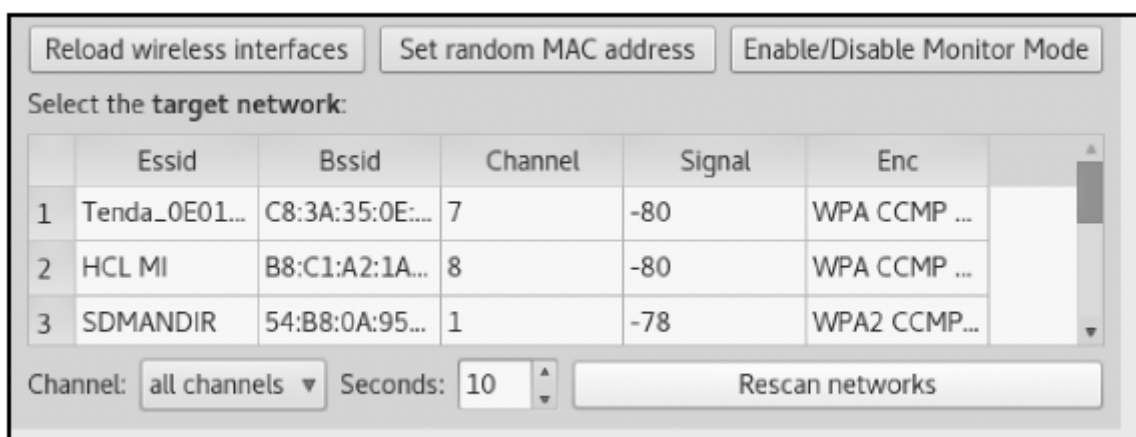 Reload wireless interfaces Set random MAC address Enable/Disable Monitor Mode
Select the target network:
Essid Bssid Channel Signal Enc
1 Tenda_0E01... C8:3A:35:0E:... 7 -80 WPA CCMP ...
2 HCL MI B8:C1:A2:1A... 8 -80 WPA CCMP ...
3 SDMANDIR 54:B8:0A:95... 1 -78 WPA2 CCMP...
Channel: all channels Seconds: 10 Rescan networks